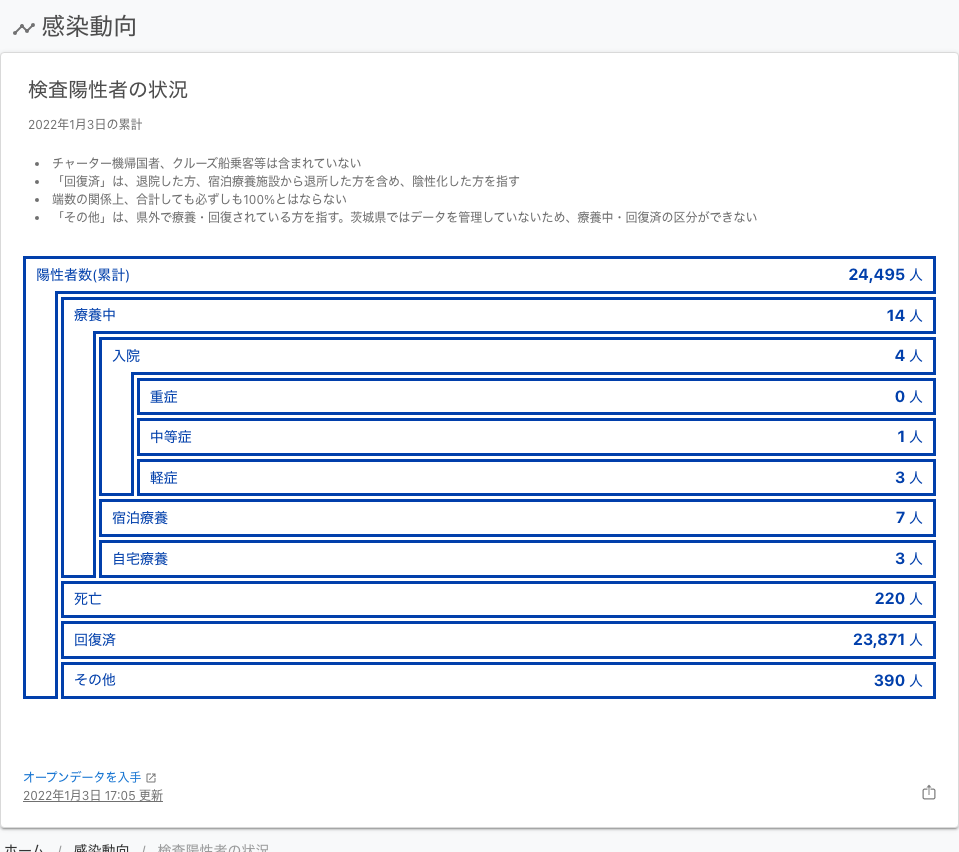 感染動向
検査陽性者の状況
2022年1月3日の累計
• チャーター機帰国者、クルーズ船乗客等は含まれていない
• 「回復済」は、退院した方、宿泊療養施設から退所した方を含め、陰性化した方を指す
• 端数の関係上、合計しても必ずしも100%とはならない
• 「その他」は、県外で療養・回復されている方を指す。茨城県ではデータを管理していないため、療養中・回復済の区分ができない
陽性者数(累計) 24,495 人
療養中 14 人
入院 4 人
重症 0 人
中等症 1 人
軽症 3 人
宿泊療養 7 人
自宅療養 3 人
死亡 220 人
回復済 23,871 人
その他 390 人
オープンデータを入手
2022年1月3日 17:05 更新
ホーム / 感染動向 / 検査陽性者の状況